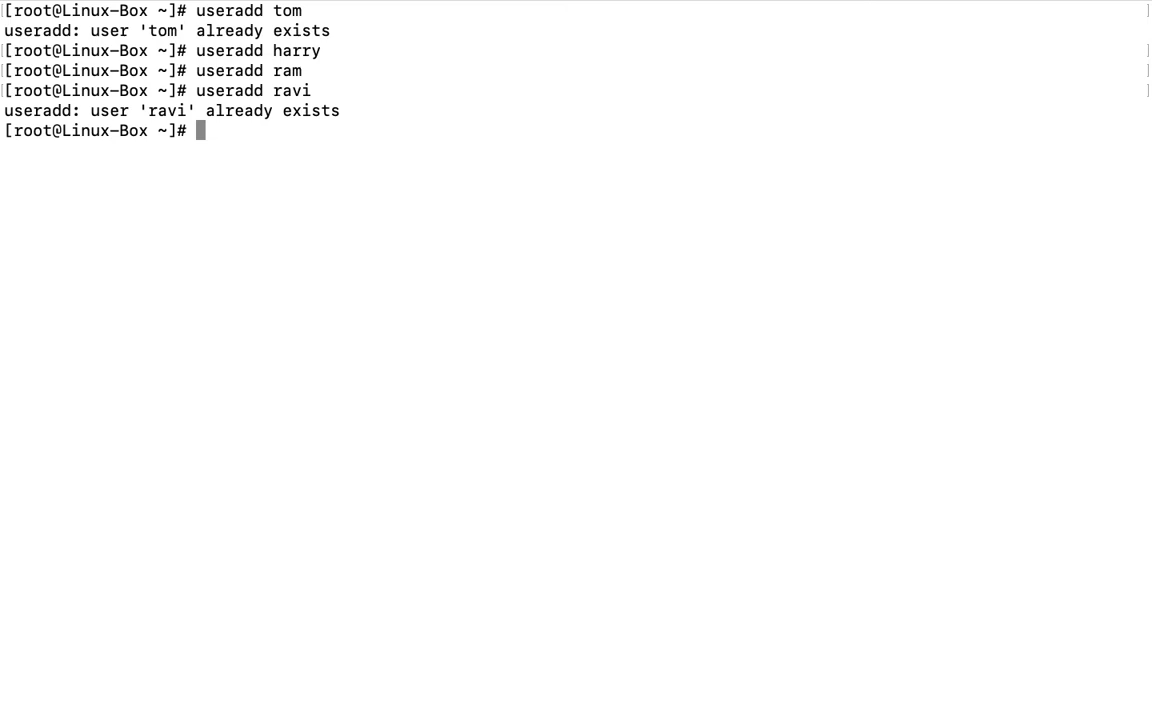 [root@Linux-Box ~]# useradd tom
useradd: user 'tom' already exists
[root@Linux-Box ~]# useradd harry
[root@Linux-Box ~]# useradd ram
[root@Linux-Box ~]# useradd ravi
useradd: user 'ravi' already exists
[root@Linux-Box ~]#